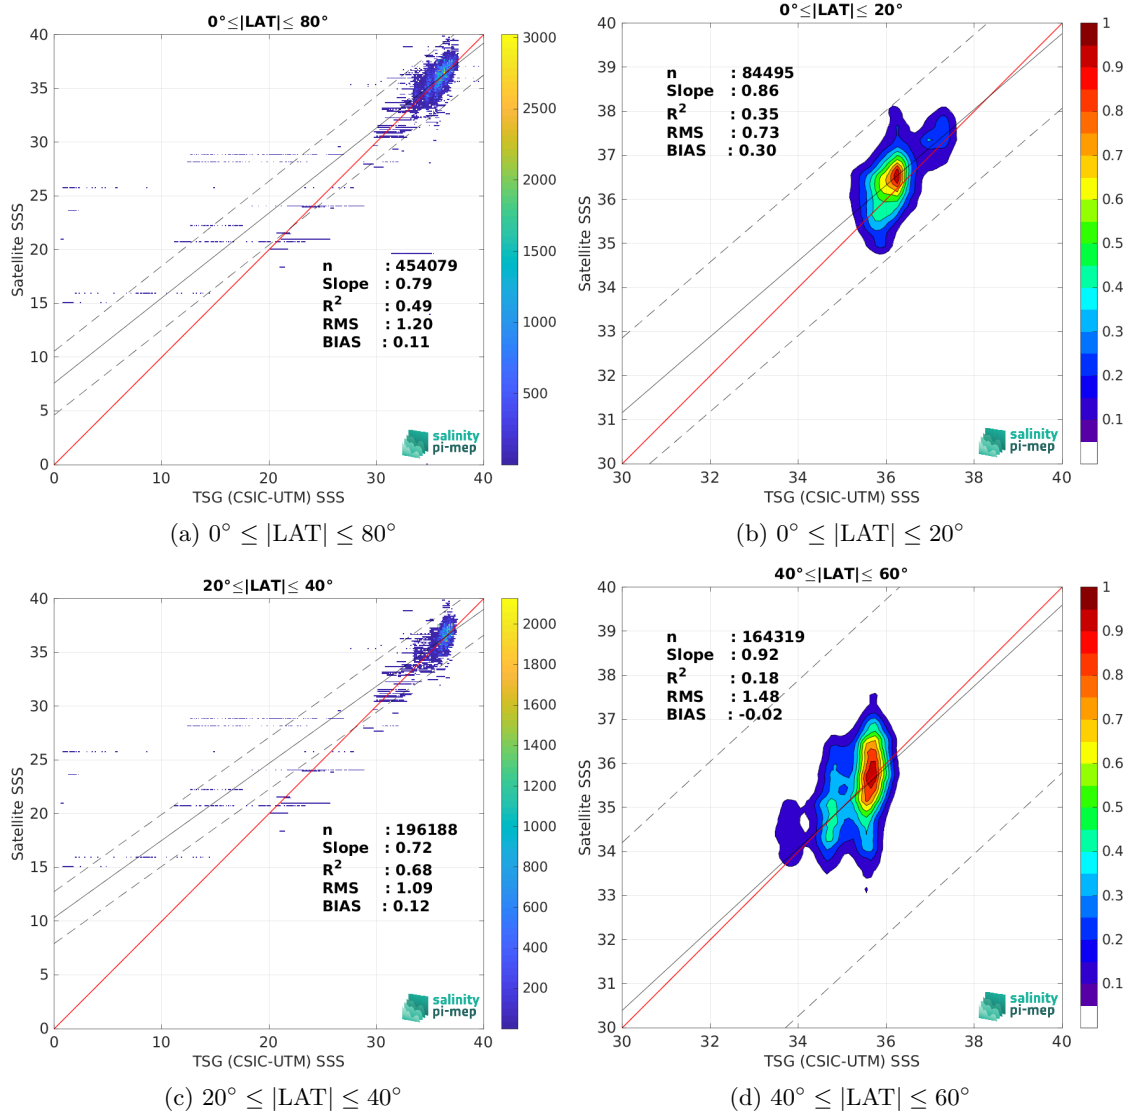 0°≤|LAT|≤ 80°
40
35
30
25
20
15
10
5
0
Satellite SSS
n : 454079
Slope : 0.79
R² : 0.49
RMS : 1.20
BIAS : 0.11
salinity
pi-mep
0 10 20 30 40
TSG (CSIC-UTM) SSS
3000
2500
2000
1500
1000
500
(a) 0° ≤ |LAT| ≤ 80°
0°≤|LAT|≤ 20°
40
39
38
37
36
35
34
33
32
31
30
Satellite SSS
n : 84495
Slope : 0.86
R² : 0.35
RMS : 0.73
BIAS : 0.30
salinity
pi-mep
30 32 34 36 38 40
TSG (CSIC-UTM) SSS
1
0.9
0.8
0.7
0.6
0.5
0.4
0.3
0.2
0.1
(b) 0° ≤ |LAT| ≤ 20°
20°≤|LAT|≤ 40°
40
35
30
25
20
15
10
5
0
Satellite SSS
n : 196188
Slope : 0.72
R² : 0.68
RMS : 1.09
BIAS : 0.12
salinity
pi-mep
0 10 20 30 40
TSG (CSIC-UTM) SSS
2000
1800
1600
1400
1200
1000
800
600
400
200
(c) 20° ≤ |LAT| ≤ 40°
40°≤|LAT|≤ 60°
40
39
38
37
36
35
34
33
32
31
30
Satellite SSS
n : 164319
Slope : 0.92
R² : 0.18
RMS : 1.48
BIAS : -0.02
salinity
pi-mep
30 32 34 36 38 40
TSG (CSIC-UTM) SSS
1
0.9
0.8
0.7
0.6
0.5
0.4
0.3
0.2
0.1
(d) 40° ≤ |LAT| ≤ 60°